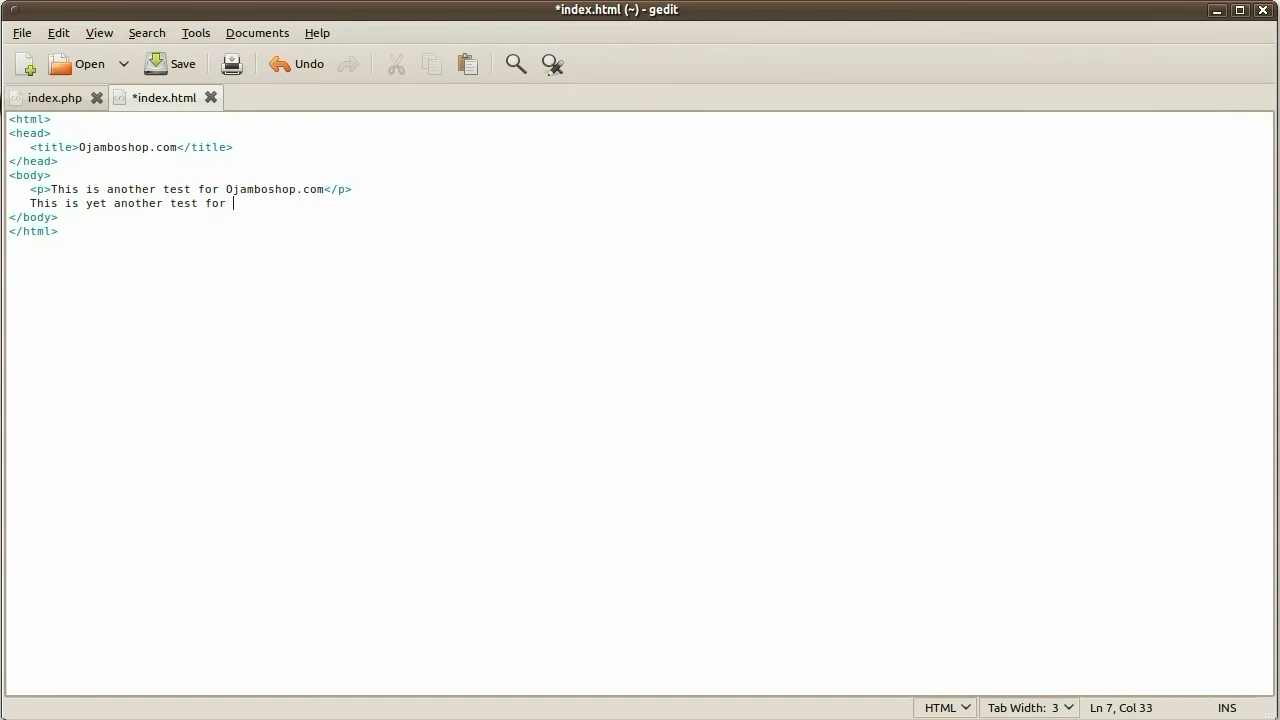 *index.html (~) - gedit
File Edit View Search Tools Documents Help
Open Save Undo
index.php *index.html
<html>
<head>
<title>Ojamboshop.com</title>
</head>
<body>
<p>This is another test for Ojamboshop.com</p>
This is yet another test for
</body>
</html>
HTML Tab Width: 3 Ln 7, Col 33 INS